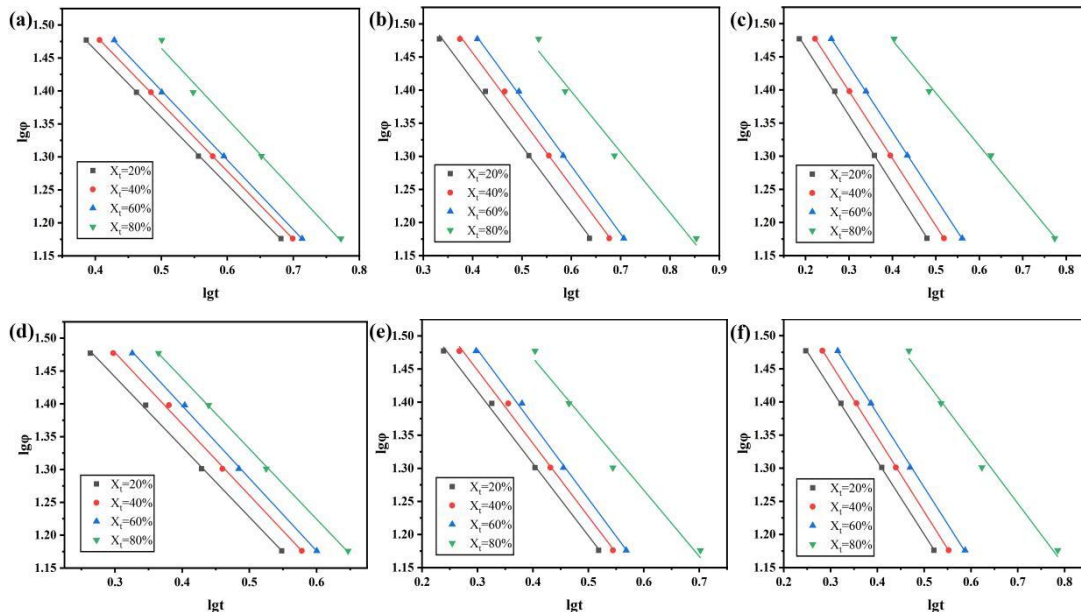 (a)
1.50
1.45
1.40
1.35
1.30
1.25
1.20
1.15
lgφ
Xt=20%
Xt=40%
Xt=60%
Xt=80%
0.4 0.5 0.6 0.7 0.8
lgt
(b)
1.50
1.45
1.40
1.35
1.30
1.25
1.20
1.15
lgφ
Xt=20%
Xt=40%
Xt=60%
Xt=80%
0.3 0.4 0.5 0.6 0.7 0.8 0.9
lgt
(c)
1.50
1.45
1.40
1.35
1.30
1.25
1.20
1.15
lgφ
Xt=20%
Xt=40%
Xt=60%
Xt=80%
0.2 0.3 0.4 0.5 0.6 0.7 0.8
lgt
(d)
1.50
1.45
1.40
1.35
1.30
1.25
1.20
1.15
lgφ
Xt=20%
Xt=40%
Xt=60%
Xt=80%
0.3 0.4 0.5 0.6
lgt
(e)
1.50
1.45
1.40
1.35
1.30
1.25
1.20
1.15
lgφ
Xt=20%
Xt=40%
Xt=60%
Xt=80%
0.2 0.3 0.4 0.5 0.6 0.7
lgt
(f)
1.50
1.45
1.40
1.35
1.30
1.25
1.20
1.15
lgφ
Xt=20%
Xt=40%
Xt=60%
Xt=80%
0.2 0.3 0.4 0.5 0.6 0.7 0.8
lgt